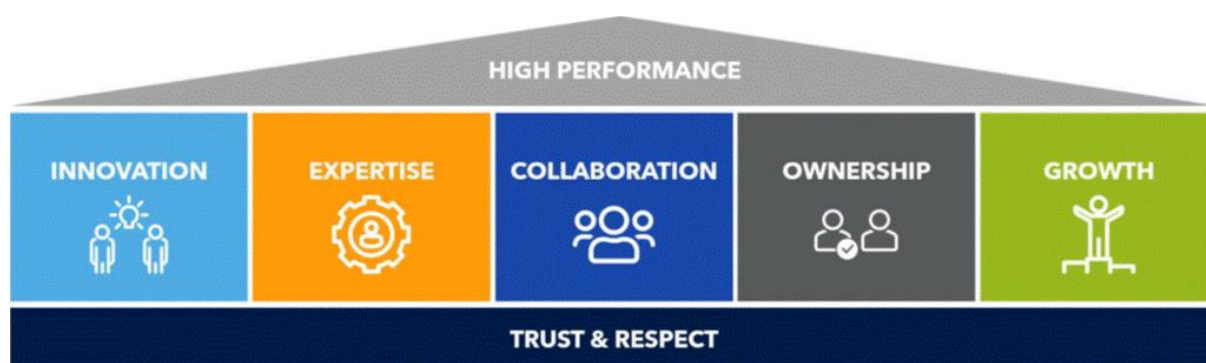 HIGH PERFORMANCE
INNOVATION
EXPERTISE
COLLABORATION
OWNERSHIP
GROWTH
TRUST & RESPECT